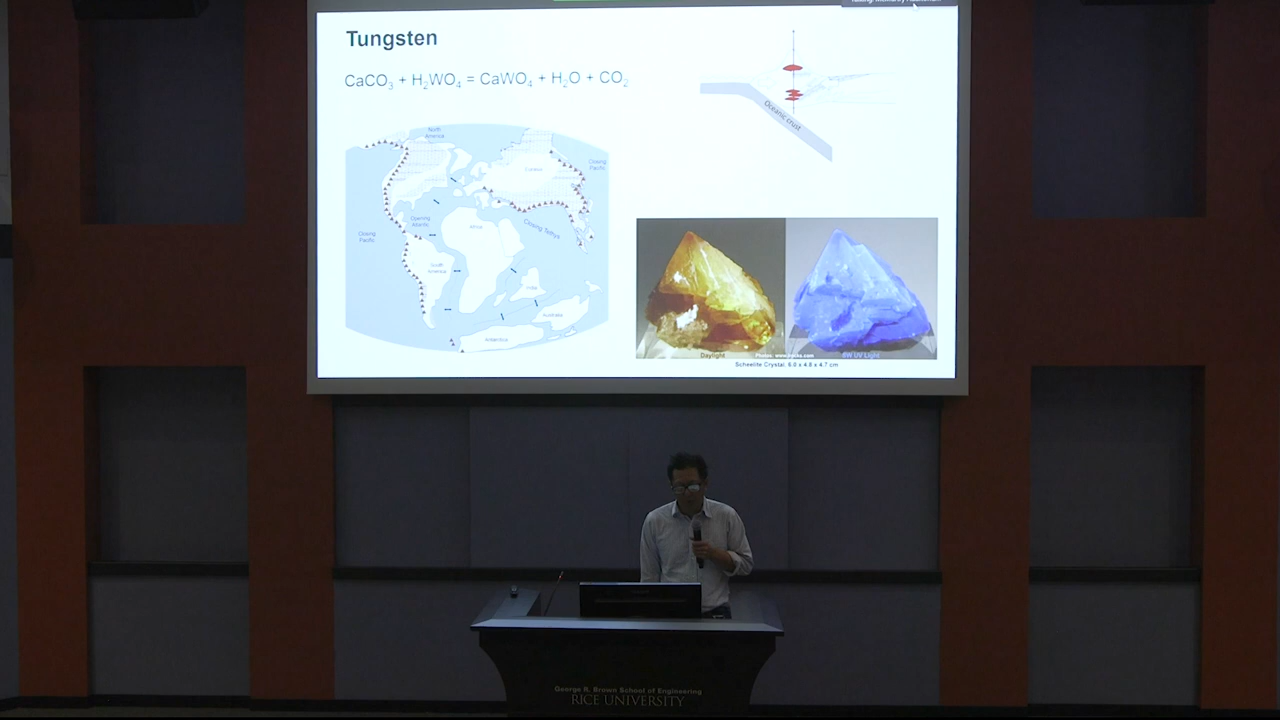 Tungsten
CaCO3 + H2WO4 = CaWO4 + H2O + CO2
Oceanic crust
North
America
Closing
Pacific
Opening
Atlantic
Closing Tethys
Closing
Pacific
Africa
South
America
India
Australia
Antarctica
Daylight
SW UV Light
Scheelite Crystal: 6.0 x 4.8 x 4.7 cm
George R. Brown School of Engineering
RICE UNIVERSITY